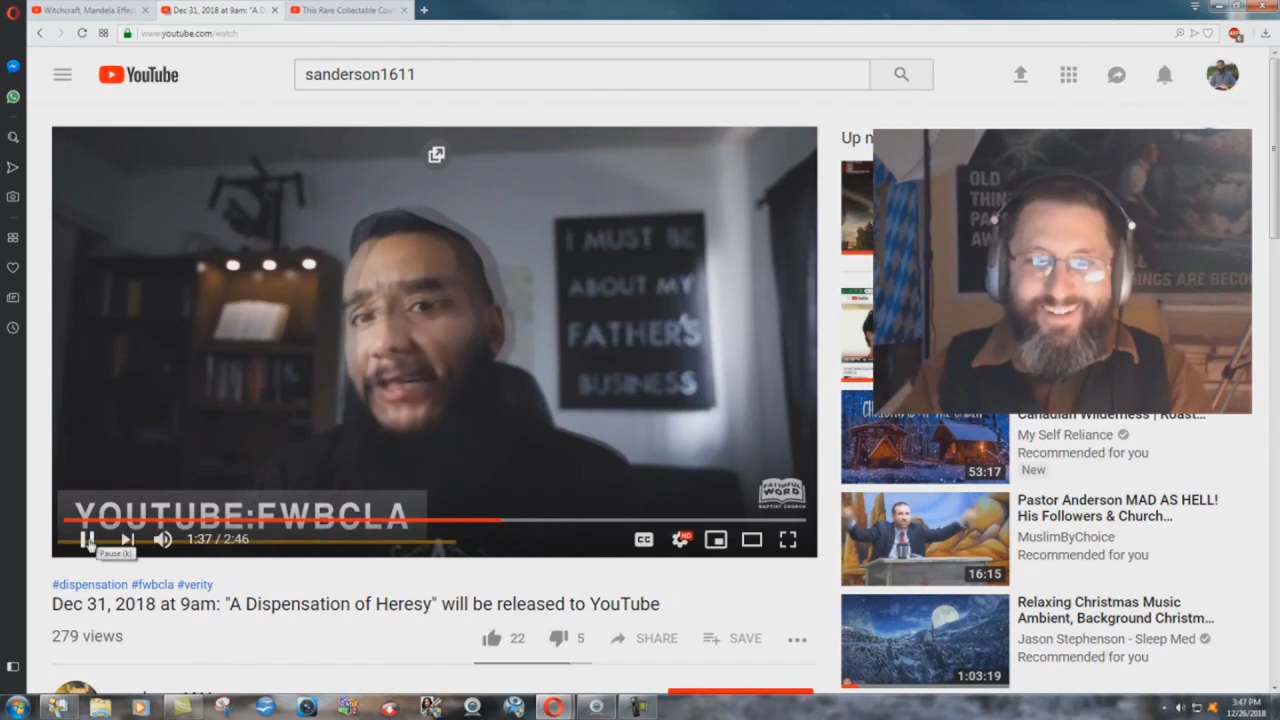 Witchcraft, Mandela Effec
Dec 31, 2018 at 9am: "A D
This Rare Collectable Cou
www.youtube.com/watch
YouTube
sanderson1611
Up n
I MUST BE
ABOUT MY
FATHER'S
BUSINESS
OLD
THIN
PA
AW
LL
INGS ARE BECO
FAITHFUL
WORD
BAPTIST CHURCH
YOUTUBE:FWBCLA
1:37 / 2:46
CC
HD
Pause (k)
#dispensation #fwbcla #verity
Dec 31, 2018 at 9am: "A Dispensation of Heresy" will be released to YouTube
279 views
22
5
SHARE
SAVE
Canadian Wilderness | Roast...
My Self Reliance
Recommended for you
New
53:17
Pastor Anderson MAD AS HELL!
His Followers & Church...
MuslimByChoice
Recommended for you
16:15
Relaxing Christmas Music
Ambient, Background Christm...
Jason Stephenson - Sleep Med
Recommended for you
1:03:19
3:47 PM
12/26/2018